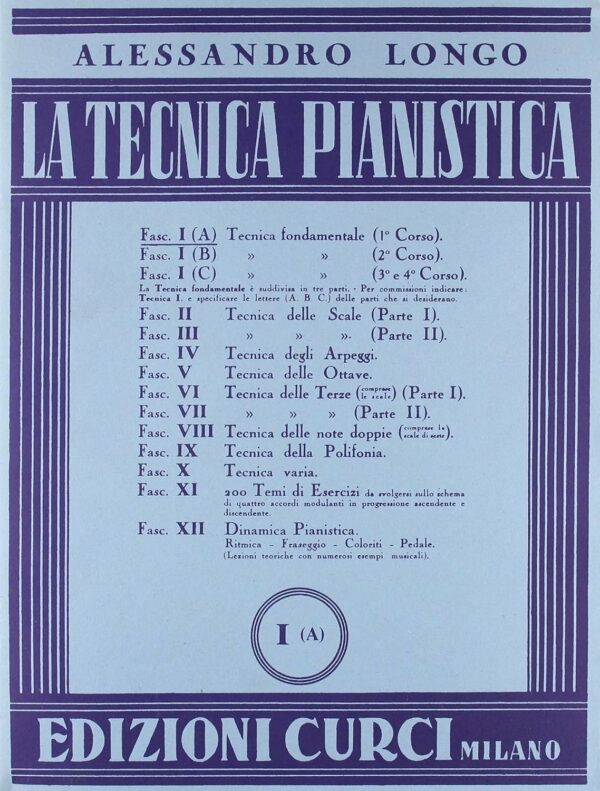 ALESSANDRO LONGO
LA TECNICA PIANISTICA
Fasc. I (A) Tecnica fondamentale (1º Corso).
Fasc. I (B) » » (2º Corso).
Fasc. I (C) » » (3º e 4º Corso).
La Tecnica fondamentale è suddivisa in tre parti. - Per commissioni indicare:
Tecnica I. e specificare le lettere (A. B. C.) delle parti che si desiderano.
Fasc. II Tecnica delle Scale (Parte I).
Fasc. III » » ». (Parte II).
Fasc. IV Tecnica degli Arpeggi.
Fasc. V Tecnica delle Ottave.
Fasc. VI Tecnica delle Terze (comprese le scale) (Parte I).
Fasc. VII » » » (Parte II).
Fasc. VIII Tecnica delle note doppie (comprese le scale di seste).
Fasc. IX Tecnica della Polifonia.
Fasc. X Tecnica varia.
Fasc. XI 200 Temi di Esercizi da svolgersi sullo schema
di quattro accordi modulanti in progressione ascendente e
discendente.
Fasc. XII Dinamica Pianistica.
Ritmica - Fraseggio - Coloriti - Pedale.
(Lezioni teoriche con numerosi esempi musicali).
I (A)
EDIZIONI CURCI MILANO